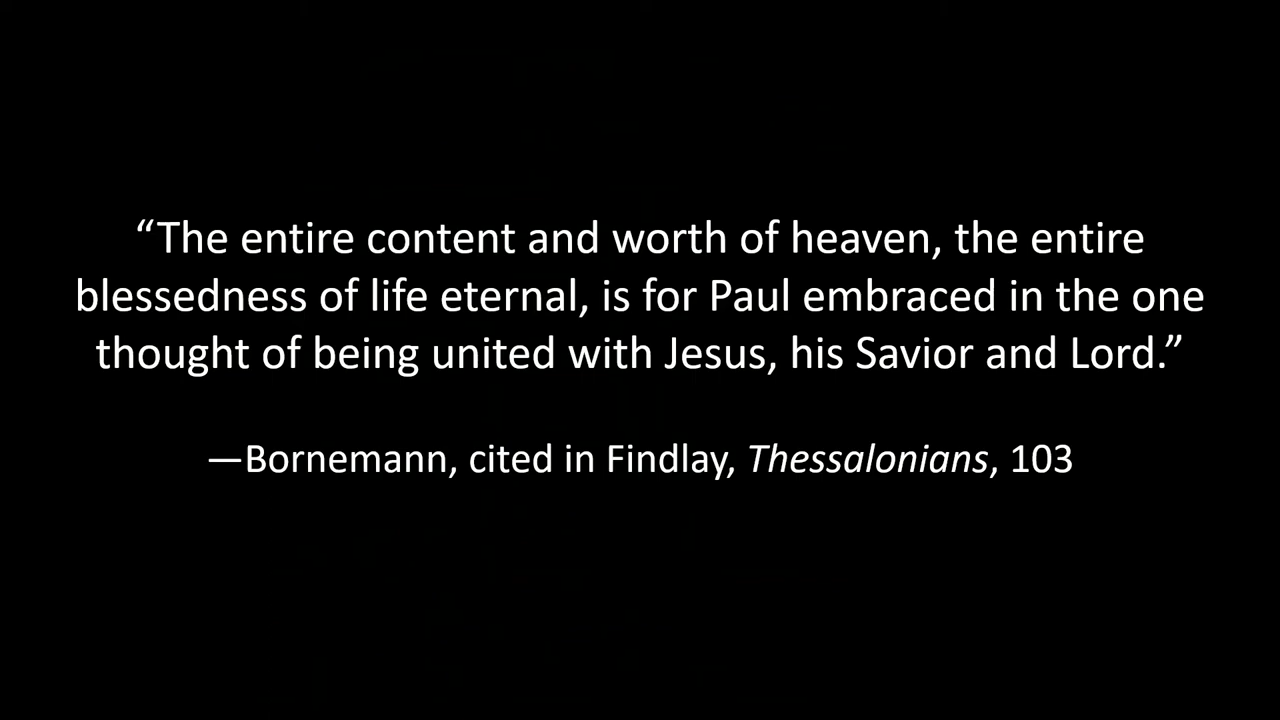 “The entire content and worth of heaven, the entire
blessedness of life eternal, is for Paul embraced in the one
thought of being united with Jesus, his Savior and Lord.”
—Bornemann, cited in Findlay, Thessalonians, 103